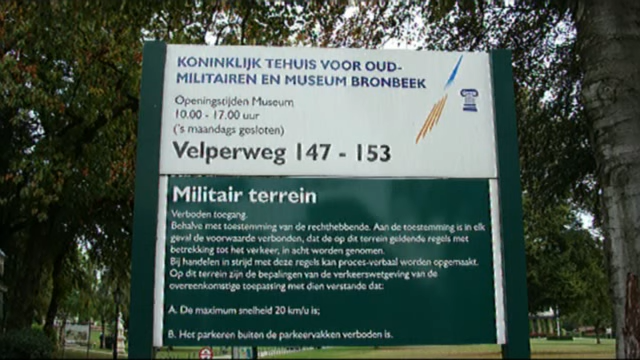 KONINKLIJK TEHUIS VOOR OUD-
MILITAIREN EN MUSEUM BRONBEEK
Openingstijden Museum
10.00 - 17.00 uur
('s maandags gesloten)
Velperweg 147 - 153
Militair terrein
Verboden toegang.
Behalve met toestemming van de rechthebbende. Aan de toestemming is in elk
geval de voorwaarde verbonden, dat de op dit terrein geldende regels met
betrekking tot het verkeer, in acht worden genomen.
Bij handelen in strijd met deze regels kan proces-verbaal worden opgemaakt.
Op dit terrein zijn de bepalingen van de verkeerswetgeving van de
overeenkonstige toepasting met dien verstande dat:
A. De maximum snelheid 20 km/u is;
B. Het parkeren buiten de parkeervakken verboden is.